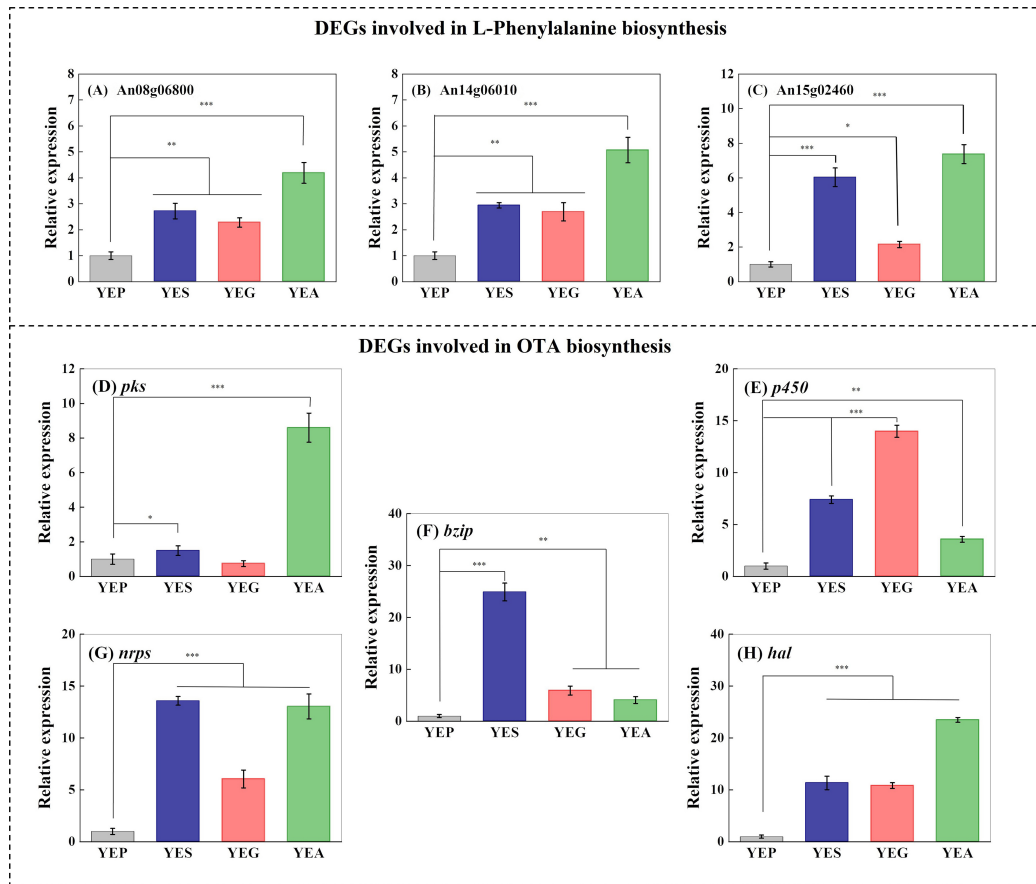 DEGs involved in L-Phenylalanine biosynthesis
(A) An08g06800
Relative expression
8
7
6
5
4
3
2
1
0
***
**
YEP YES YEG YEA
(B) An14g06010
Relative expression
8
7
6
5
4
3
2
1
0
***
**
YEP YES YEG YEA
(C) An15g02460
Relative expression
12
10
8
6
4
2
0
***
*
***
YEP YES YEG YEA
DEGs involved in OTA biosynthesis
(D) pks
Relative expression
12
10
8
6
4
2
0
***
*
YEP YES YEG YEA
(E) p450
Relative expression
20
15
10
5
0
**
***
YEP YES YEG YEA
(F) bzip
Relative expression
40
30
20
10
0
**
***
YEP YES YEG YEA
(G) nrps
Relative expression
20
15
10
5
0
***
YEP YES YEG YEA
(H) hal
Relative expression
40
30
20
10
0
***
YEP YES YEG YEA